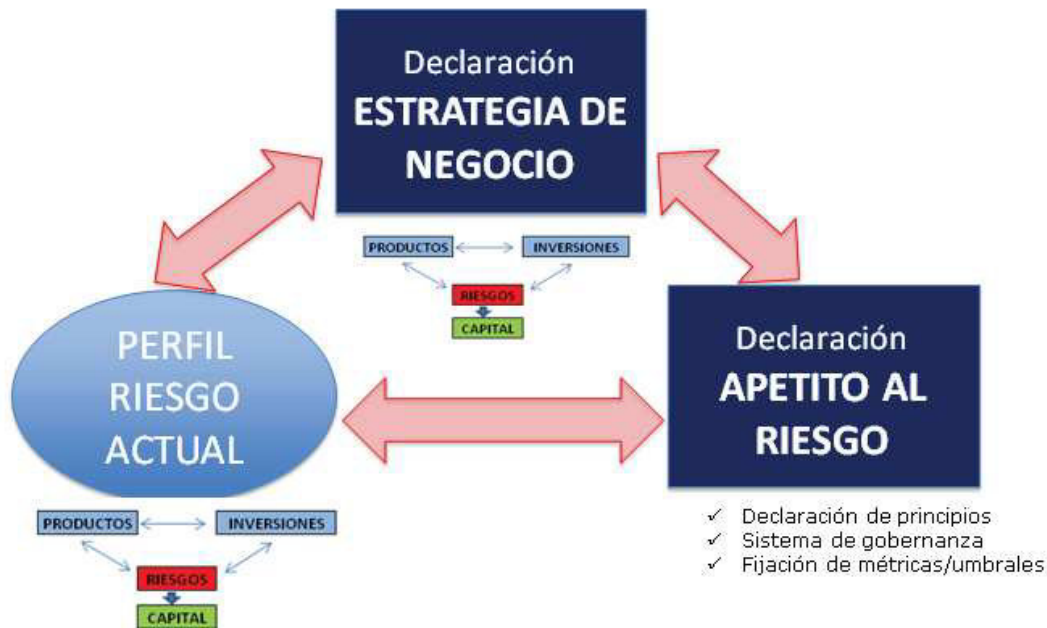 Declaración
ESTRATEGIA DE
NEGOCIO
PRODUCTOS
INVERSIONES
RIESGOS
CAPITAL
PERFIL
RIESGO
ACTUAL
Declaración
APETITO AL
RIESGO
PRODUCTOS
INVERSIONES
RIESGOS
CAPITAL
✓ Declaración de principios
✓ Sistema de gobernanza
✓ Fijación de métricas/umbrales